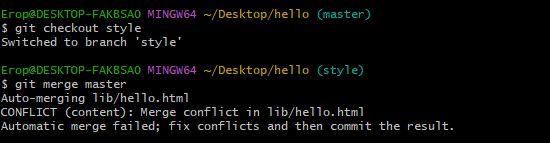 Егор@DESKTOP-FAKBSAO MINGW64 ~/Desktop/hello (master)
$ git checkout style
Switched to branch 'style'
Егор@DESKTOP-FAKBSAO MINGW64 ~/Desktop/hello (style)
$ git merge master
Auto-merging lib/hello.html
CONFLICT (content): Merge conflict in lib/hello.html
Automatic merge failed; fix conflicts and then commit the result.